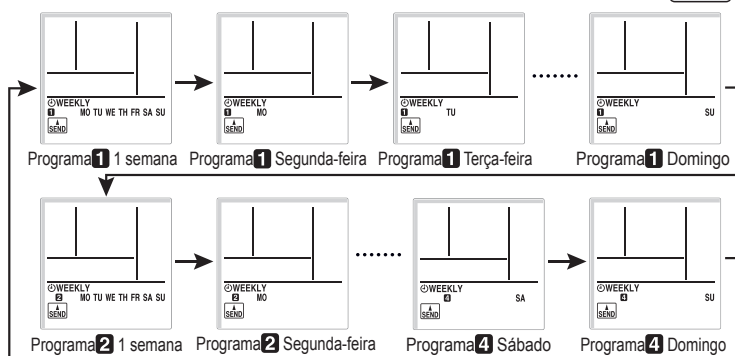 WEEKLY
1 MO TU WE TH FR SA SU
SEND
Programa 1 1 semana
WEEKLY
1 MO
SEND
Programa 1 Segunda-feira
WEEKLY
1 TU
SEND
Programa 1 Terça-feira
WEEKLY
1 SU
SEND
Programa 1 Domingo
WEEKLY
2 MO TU WE TH FR SA SU
SEND
Programa 2 1 semana
WEEKLY
2 MO
SEND
Programa 2 Segunda-feira
WEEKLY
4 SA
SEND
Programa 4 Sábado
WEEKLY
4 SU
SEND
Programa 4 Domingo